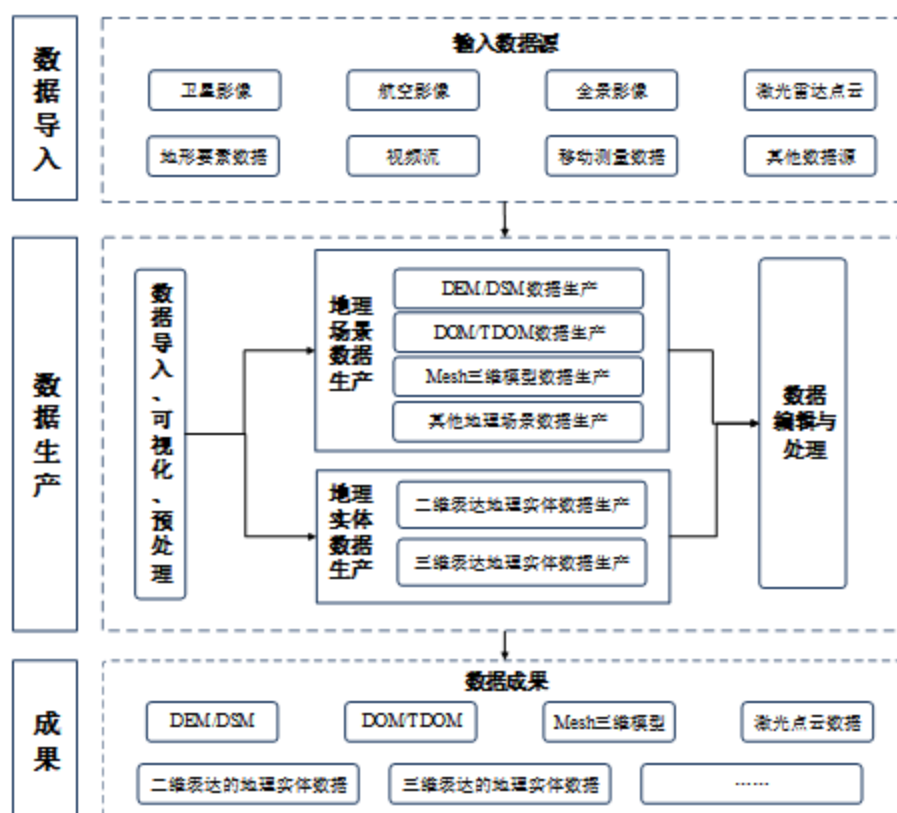 数据导入
输入数据源
卫星影像
航空影像
全景影像
激光雷达点云
地形要素数据
视频流
移动测量数据
其他数据源
数据生产
数据导入、可视化、预处理
地理
场景
数据
生产
DEM/DSM数据生产
DOM/TDOM数据生产
Mesh三维模型数据生产
其他地理场景数据生产
地理
实体
数据
生产
二维表达地理实体数据生产
三维表达地理实体数据生产
数据
编辑与
处理
成果
数据成果
DEM/DSM
DOM/TDOM
Mesh三维模型
激光点云数据
二维表达的地理实体数据
三维表达的地理实体数据
……